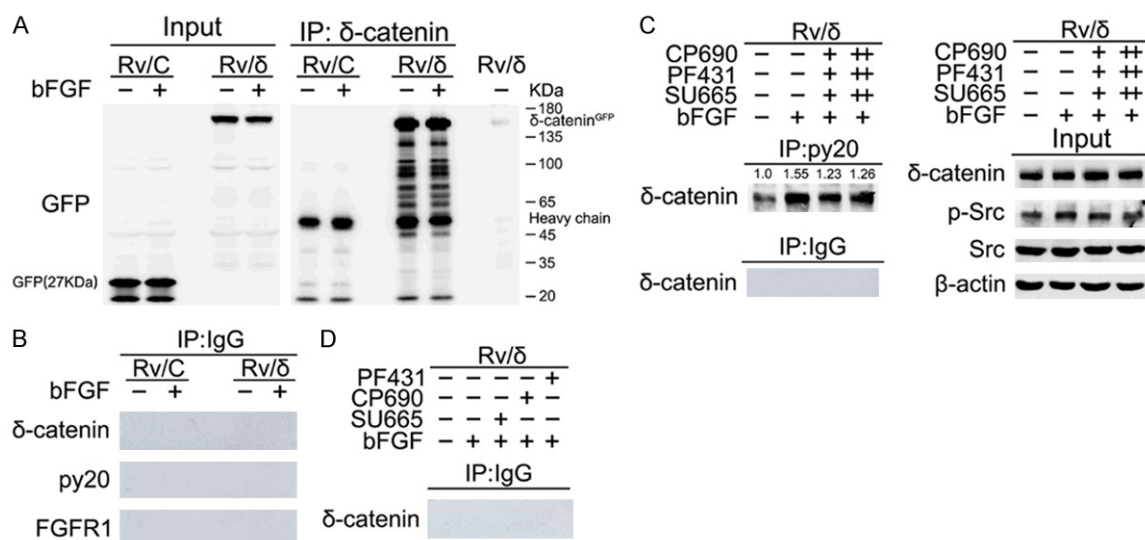 A
Input
IP: δ-catenin
Rv/C Rv/δ Rv/C Rv/δ Rv/δ
bFGF – + – + – + – + – KDa
180
δ-catenin^GFP
135
100
GFP
65
Heavy chain
45
35
GFP(27KDa)
20
B
IP:IgG
Rv/C Rv/δ
bFGF – + – +
δ-catenin
py20
FGFR1
D
Rv/δ
PF431 – – – – +
CP690 – – – + –
SU665 – – + – –
bFGF – + + + +
IP:IgG
δ-catenin
C
Rv/δ
CP690 – – + ++
PF431 – – + ++
SU665 – – + ++
bFGF – + + +
IP:py20
1.0 1.55 1.23 1.26
δ-catenin
IP:IgG
δ-catenin
Rv/δ
CP690 – – + ++
PF431 – – + ++
SU665 – – + ++
bFGF – + + +
Input
δ-catenin
p-Src
Src
β-actin